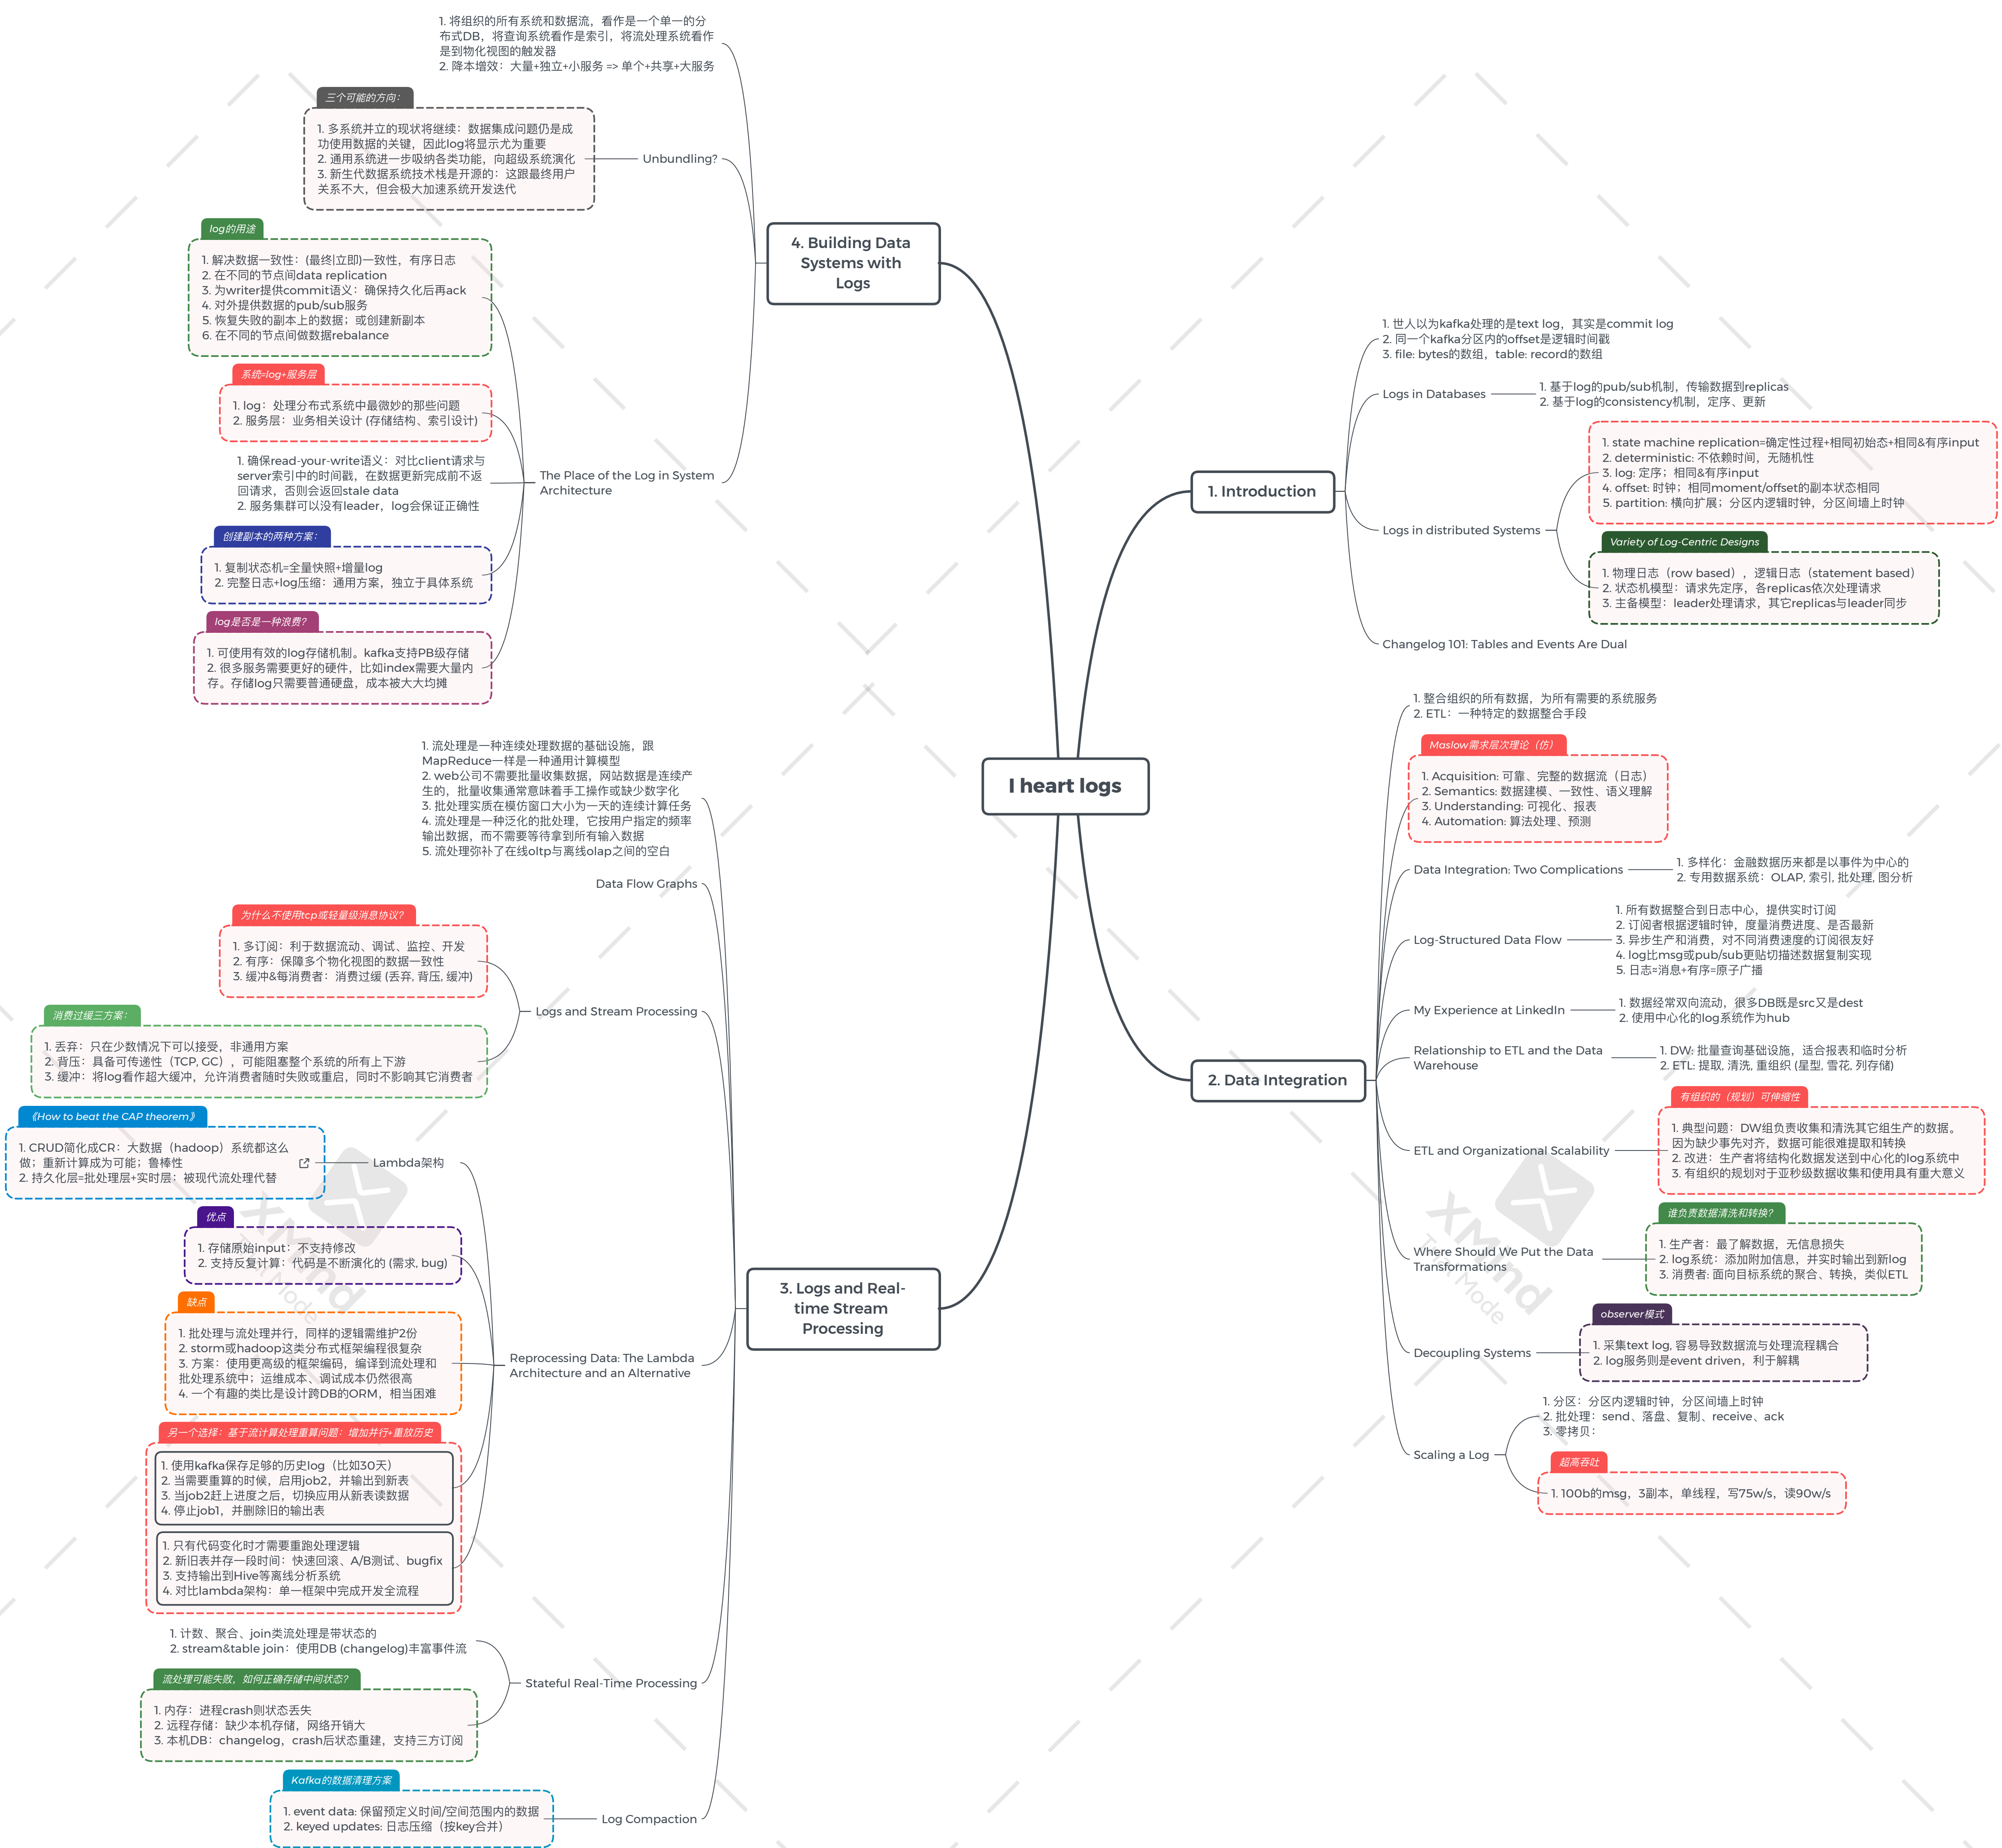 I heart logs
1. Introduction
1. 世人以为kafka处理的是text log，其实是commit log
2. 同一个kafka分区内的offset是逻辑时间戳
3. file: bytes的数组，table: record的数组
Logs in Databases
1. 基于log的pub/sub机制，传输数据到replicas
2. 基于log的consistency机制，定序、更新
Logs in distributed Systems
1. state machine replication=确定性过程+相同初始态+相同&有序input
2. deterministic: 不依赖时间，无随机性
3. log: 定序；相同&有序input
4. offset: 时钟；相同moment/offset的副本状态相同
5. partition: 横向扩展；分区内逻辑时钟，分区间墙上时钟
Variety of Log-Centric Designs
1. 物理日志（row based），逻辑日志（statement based）
2. 状态机模型：请求先定序，各replicas依次处理请求
3. 主备模型：leader处理请求，其它replicas与leader同步
Changelog 101: Tables and Events Are Dual
2. Data Integration
1. 整合组织的所有数据，为所有需要的系统服务
2. ETL：一种特定的数据整合手段
Maslow需求层次理论（仿）
1. Acquisition: 可靠、完整的数据流（日志）
2. Semantics: 数据建模、一致性、语义理解
3. Understanding: 可视化、报表
4. Automation: 算法处理、预测
Data Integration: Two Complications
1. 多样化：金融数据历来都是以事件为中心的
2. 专用数据系统：OLAP, 索引, 批处理, 图分析
Log-Structured Data Flow
1. 所有数据整合到日志中心，提供实时订阅
2. 订阅者根据逻辑时钟，度量消费进度、是否最新
3. 异步生产和消费，对不同消费速度的订阅很友好
4. log比msg或pub/sub更贴切描述数据复制实现
5. 日志≈消息+有序=原子广播
My Experience at LinkedIn
1. 数据经常双向流动，很多DB既是src又是dest
2. 使用中心化的log系统作为hub
Relationship to ETL and the Data
Warehouse
1. DW: 批量查询基础设施，适合报表和临时分析
2. ETL: 提取, 清洗, 重组织 (星型, 雪花, 列存储)
ETL and Organizational Scalability
有组织的（规划）可伸缩性
1. 典型问题：DW组负责收集和清洗其它组生产的数据。
因为缺少事先对齐，数据可能很难提取和转换
2. 改进：生产者将结构化数据发送到中心化的log系统中
3. 有组织的规划对于亚秒级数据收集和使用具有重大意义
Where Should We Put the Data
Transformations
谁负责数据清洗和转换？
1. 生产者：最了解数据，无信息损失
2. log系统：添加附加信息，并实时输出到新log
3. 消费者: 面向目标系统的聚合、转换，类似ETL
Decoupling Systems
observer模式
1. 采集text log, 容易导致数据流与处理流程耦合
2. log服务则是event driven，利于解耦
Scaling a Log
1. 分区：分区内逻辑时钟，分区间墙上时钟
2. 批处理：send、落盘、复制、receive、ack
3. 零拷贝：
超高吞吐
1. 100b的msg，3副本，单线程，写75w/s，读90w/s
3. Logs and Real-
time Stream
Processing
1. 流处理是一种连续处理数据的基础设施，跟
MapReduce一样是一种通用计算模型
2. web公司不需要批量收集数据，网站数据是连续产
生的，批量收集通常意味着手工操作或缺少数字化
3. 批处理实质在模仿窗口大小为一天的连续计算任务
4. 流处理是一种泛化的批处理，它按用户指定的频率
输出数据，而不需要等待拿到所有输入数据
5. 流处理弥补了在线oltp与离线olap之间的空白
Data Flow Graphs
Logs and Stream Processing
为什么不使用tcp或轻量级消息协议？
1. 多订阅：利于数据流动、调试、监控、开发
2. 有序：保障多个物化视图的数据一致性
3. 缓冲&每消费者：消费过缓 (丢弃, 背压, 缓冲)
消费过缓三方案：
1. 丢弃：只在少数情况下可以接受，非通用方案
2. 背压：具备可传递性（TCP, GC），可能阻塞整个系统的所有上下游
3. 缓冲：将log看作超大缓冲，允许消费者随时失败或重启，同时不影响其它消费者
Reprocessing Data: The Lambda
Architecture and an Alternative
Lambda架构
《How to beat the CAP theorem》
1. CRUD简化成CR：大数据（hadoop）系统都这么
做；重新计算成为可能；鲁棒性
2. 持久化层=批处理层+实时层：被现代流处理代替
优点
1. 存储原始input：不支持修改
2. 支持反复计算：代码是不断演化的 (需求, bug)
缺点
1. 批处理与流处理并行，同样的逻辑需维护2份
2. storm或hadoop这类分布式框架编程很复杂
3. 方案：使用更高级的框架编码，编译到流处理和
批处理系统中；运维成本、调试成本仍然很高
4. 一个有趣的类比是设计跨DB的ORM，相当困难
另一个选择：基于流计算处理重算问题：增加并行+重放历史
1. 使用kafka保存足够的历史log（比如30天）
2. 当需要重算的时候，启用job2，并输出到新表
3. 当job2赶上进度之后，切换应用从新表读数据
4. 停止job1，并删除旧的输出表
1. 只有代码变化时才需要重跑处理逻辑
2. 新旧表并存一段时间：快速回滚、A/B测试、bugfix
3. 支持输出到Hive等离线分析系统
4. 对比lambda架构：单一框架中完成开发全流程
Stateful Real-Time Processing
1. 计数、聚合、join类流处理是带状态的
2. stream&table join：使用DB (changelog)丰富事件流
流处理可能失败，如何正确存储中间状态？
1. 内存：进程crash则状态丢失
2. 远程存储：缺少本机存储，网络开销大
3. 本机DB：changelog，crash后状态重建，支持三方订阅
Log Compaction
Kafka的数据清理方案
1. event data: 保留预定义时间/空间范围内的数据
2. keyed updates: 日志压缩（按key合并）
4. Building Data
Systems with
Logs
1. 将组织的所有系统和数据流，看作是一个单一的分
布式DB，将查询系统看作是索引，将流处理系统看作
是到物化视图的触发器
2. 降本增效：大量+独立+小服务 => 单个+共享+大服务
Unbundling?
三个可能的方向：
1. 多系统并立的现状将继续：数据集成问题仍是成
功使用数据的关键，因此log将显示尤为重要
2. 通用系统进一步吸纳各类功能，向超级系统演化
3. 新生代数据系统技术栈是开源的：这跟最终用户
关系不大，但会极大加速系统开发迭代
The Place of the Log in System
Architecture
log的用途
1. 解决数据一致性：(最终|立即)一致性，有序日志
2. 在不同的节点间data replication
3. 为writer提供commit语义：确保持久化后再ack
4. 对外提供数据的pub/sub服务
5. 恢复失败的副本上的数据；或创建新副本
6. 在不同的节点间做数据rebalance
系统=log+服务层
1. log：处理分布式系统中最微妙的那些问题
2. 服务层：业务相关设计 (存储结构、索引设计)
1. 确保read-your-write语义：对比client请求与
server索引中的时间戳，在数据更新完成前不返
回请求，否则会返回stale data
2. 服务集群可以没有leader，log会保证正确性
创建副本的两种方案：
1. 复制状态机=全量快照+增量log
2. 完整日志+log压缩：通用方案，独立于具体系统
log是否是一种浪费？
1. 可使用有效的log存储机制。kafka支持PB级存储
2. 很多服务需要更好的硬件，比如index需要大量内
存。存储log只需要普通硬盘，成本被大大均摊
XMind
Trial Mode
XMind
Trial Mode